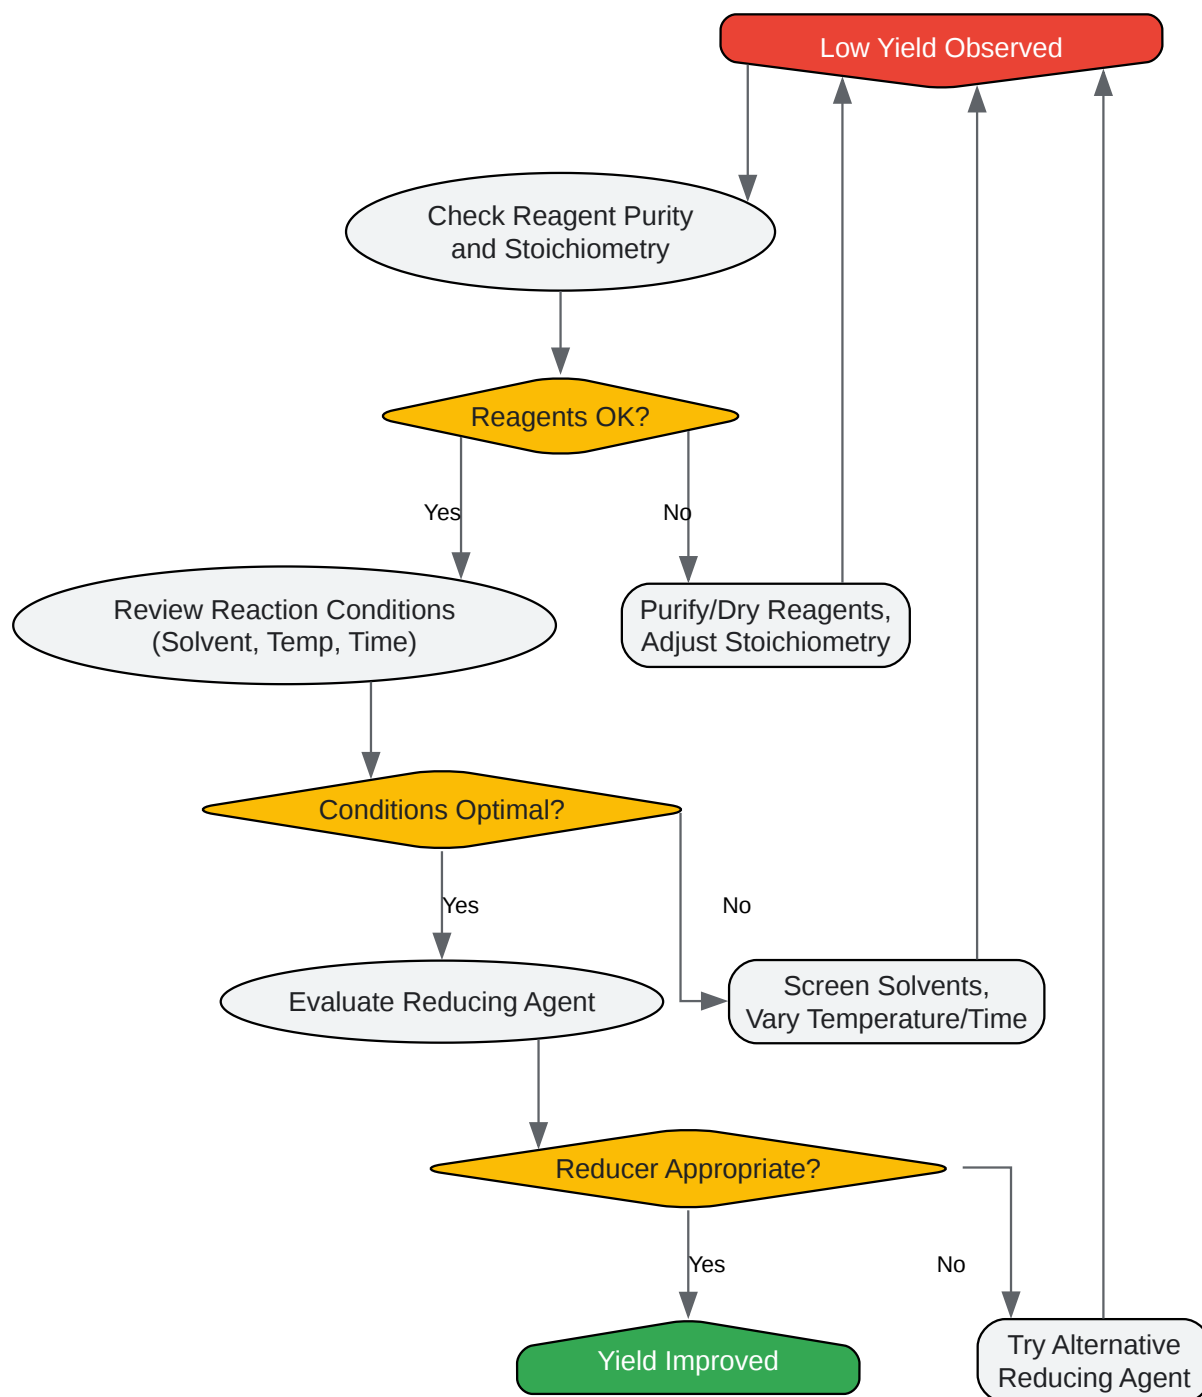 Low Yield Observed
Check Reagent Purity
and Stoichiometry
Reagents OK?
Yes
No
Review Reaction Conditions
(Solvent, Temp, Time)
Purify/Dry Reagents,
Adjust Stoichiometry
Conditions Optimal?
Yes
No
Evaluate Reducing Agent
Screen Solvents,
Vary Temperature/Time
Reducer Appropriate?
Yes
No
Yield Improved
Try Alternative
Reducing Agent